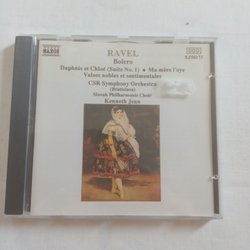 NAXOS
RAVEL
Bolero
Daphnis et Chloé (Suite No. 1) • Ma mère l'oye
Valses nobles et sentimentales
CSR Symphony Orchestra
(Bratislava)
Slovak Philharmonic Choir
Kenneth Jean